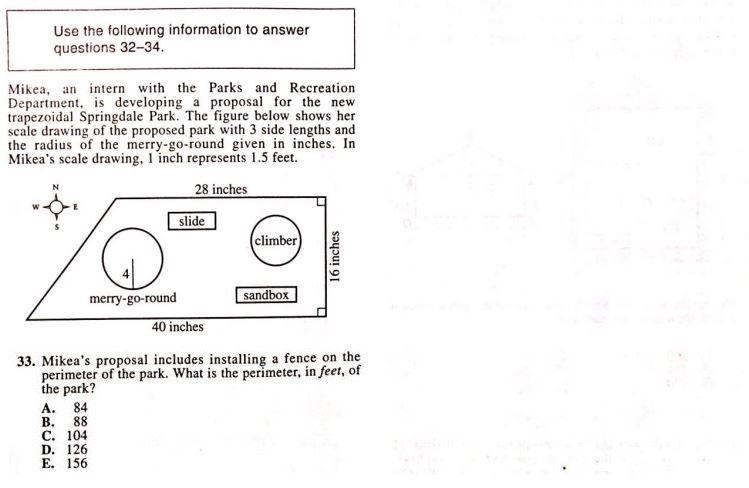 Use the following information to answer
questions 32–34.
Mikea, an intern with the Parks and Recreation
Department, is developing a proposal for the new
trapezoidal Springdale Park. The figure below shows her
scale drawing of the proposed park with 3 side lengths and
the radius of the merry-go-round given in inches. In
Mikea's scale drawing, 1 inch represents 1.5 feet.
N
W E
S
28 inches
slide
climber
16 inches
4
merry-go-round
sandbox
40 inches
33. Mikea's proposal includes installing a fence on the
perimeter of the park. What is the perimeter, in feet, of
the park?
A. 84
B. 88
C. 104
D. 126
E. 156